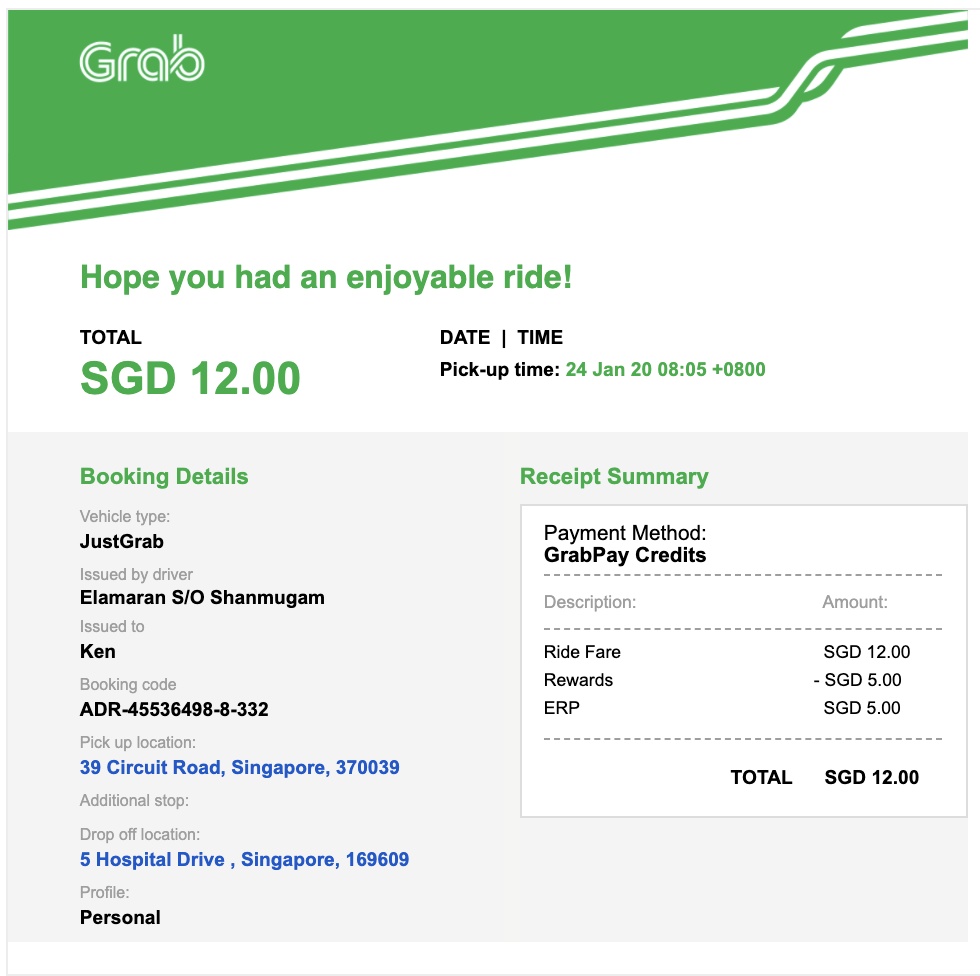 Grab
Hope you had an enjoyable ride!
TOTAL
SGD 12.00
DATE | TIME
Pick-up time: 24 Jan 20 08:05 +0800
Booking Details
Vehicle type:
JustGrab
Issued by driver
Elamaran S/O Shanmugam
Issued to
Ken
Booking code
ADR-45536498-8-332
Pick up location:
39 Circuit Road, Singapore, 370039
Additional stop:
Drop off location:
5 Hospital Drive , Singapore, 169609
Profile:
Personal
Receipt Summary
Payment Method:
GrabPay Credits
Description: Amount:
Ride Fare SGD 12.00
Rewards - SGD 5.00
ERP SGD 5.00
TOTAL SGD 12.00